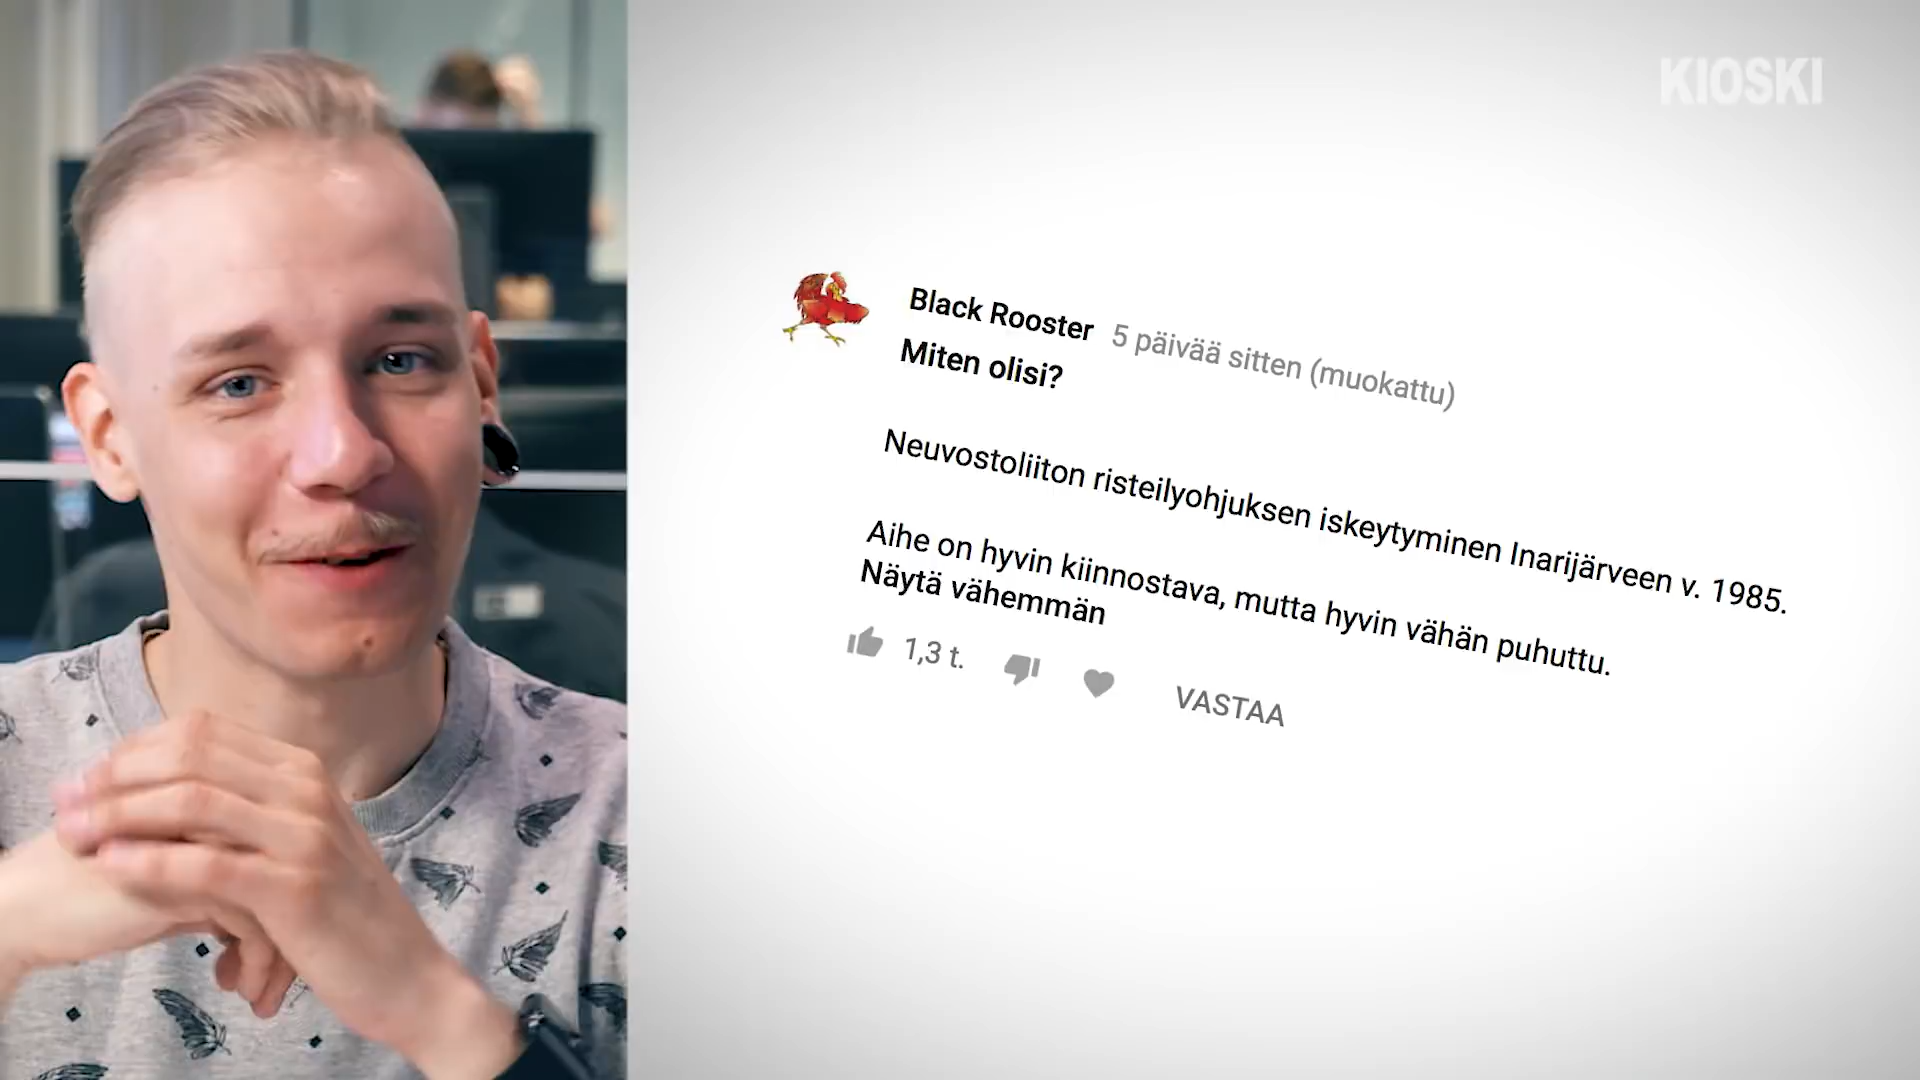 KIOSKI
Black Rooster 5 päivää sitten (muokattu)
Miten olisi?
Neuvostoliiton risteilyohjuksen iskeytyminen Inarijärveen v. 1985.
Aihe on hyvin kiinnostava, mutta hyvin vähän puhuttu.
Näytä vähemmän
1,3 t. VASTAA